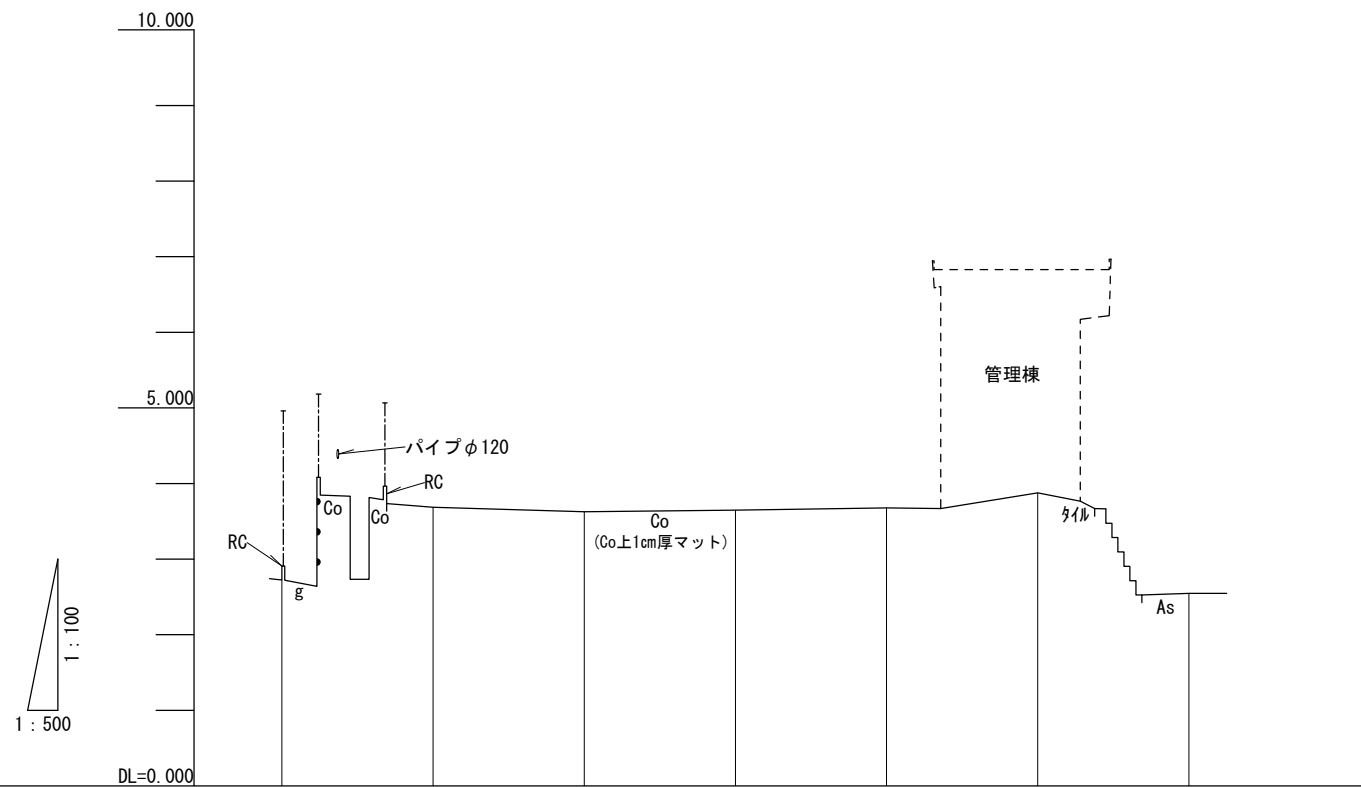 10.000
5.000
管理棟
パイプφ120
RC
Co
Co
Co
(Co上1cm厚マット)
タイル
RC
g
As
1：100
1：500
DL=0.000